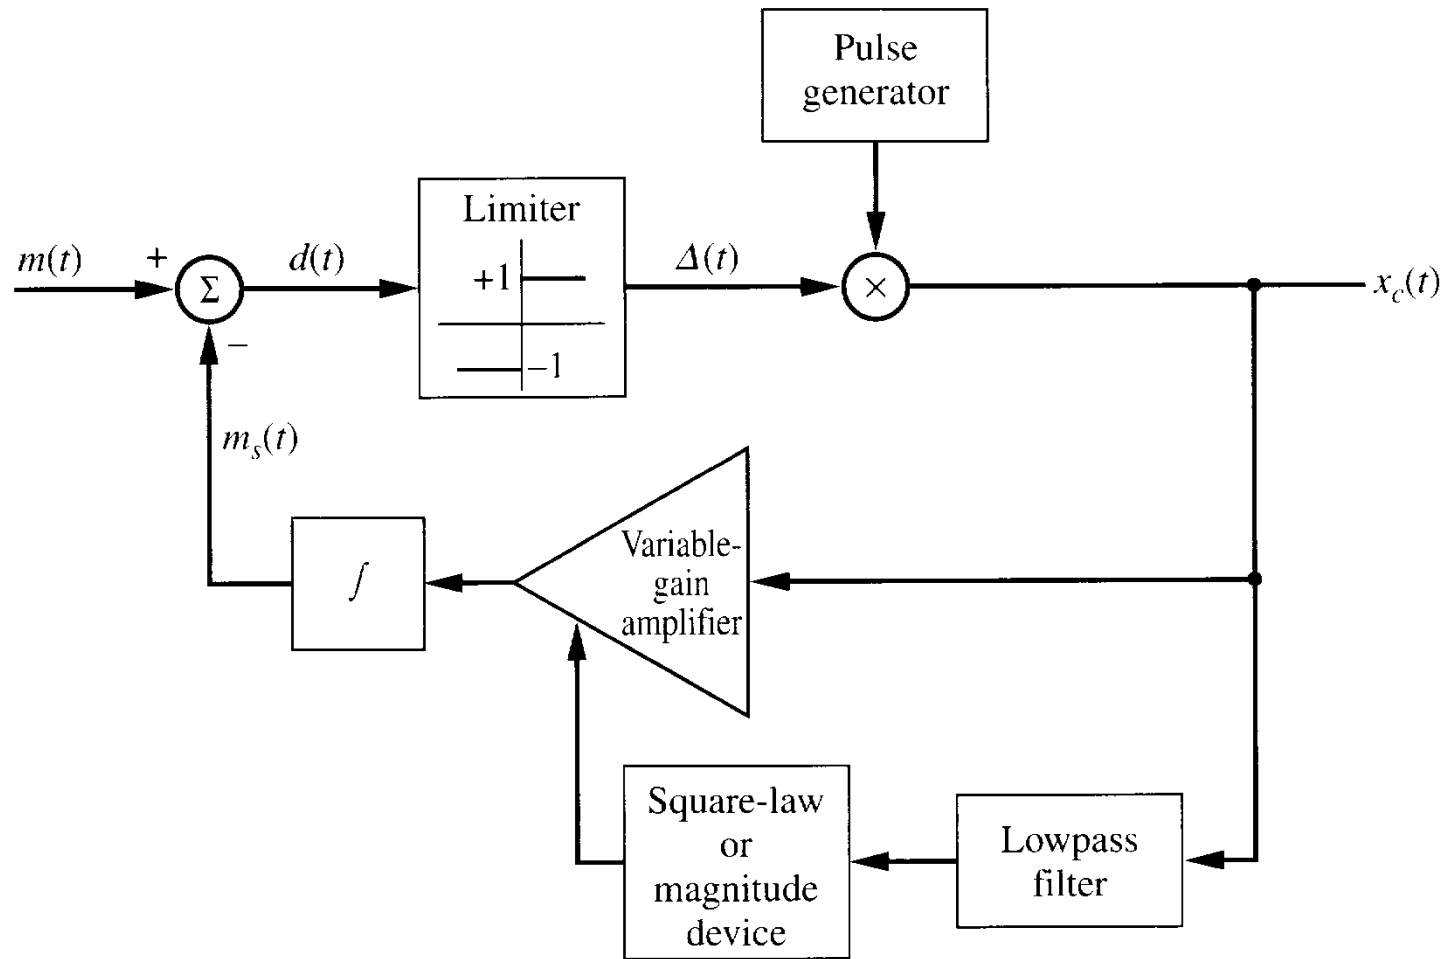 Pulse
generator
Limiter
m(t)
+
Σ
d(t)
+1
−1
Δ(t)
×
x_c(t)
−
m_s(t)
∫
Variable-
gain
amplifier
Square-law
or
magnitude
device
Lowpass
filter